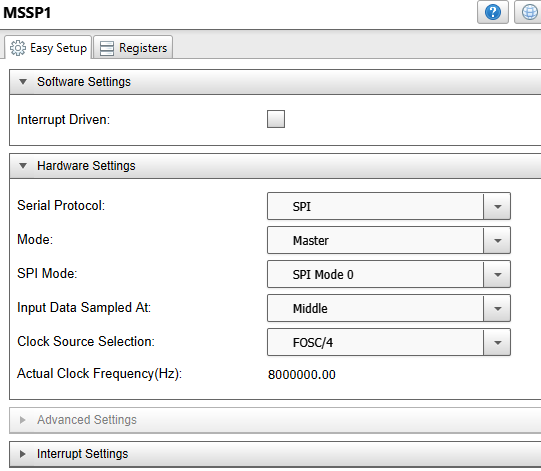 MSSP1
?
Easy Setup
Registers
Software Settings
Interrupt Driven:
Hardware Settings
Serial Protocol: SPI
Mode: Master
SPI Mode: SPI Mode 0
Input Data Sampled At: Middle
Clock Source Selection: FOSC/4
Actual Clock Frequency(Hz): 8000000.00
Advanced Settings
Interrupt Settings